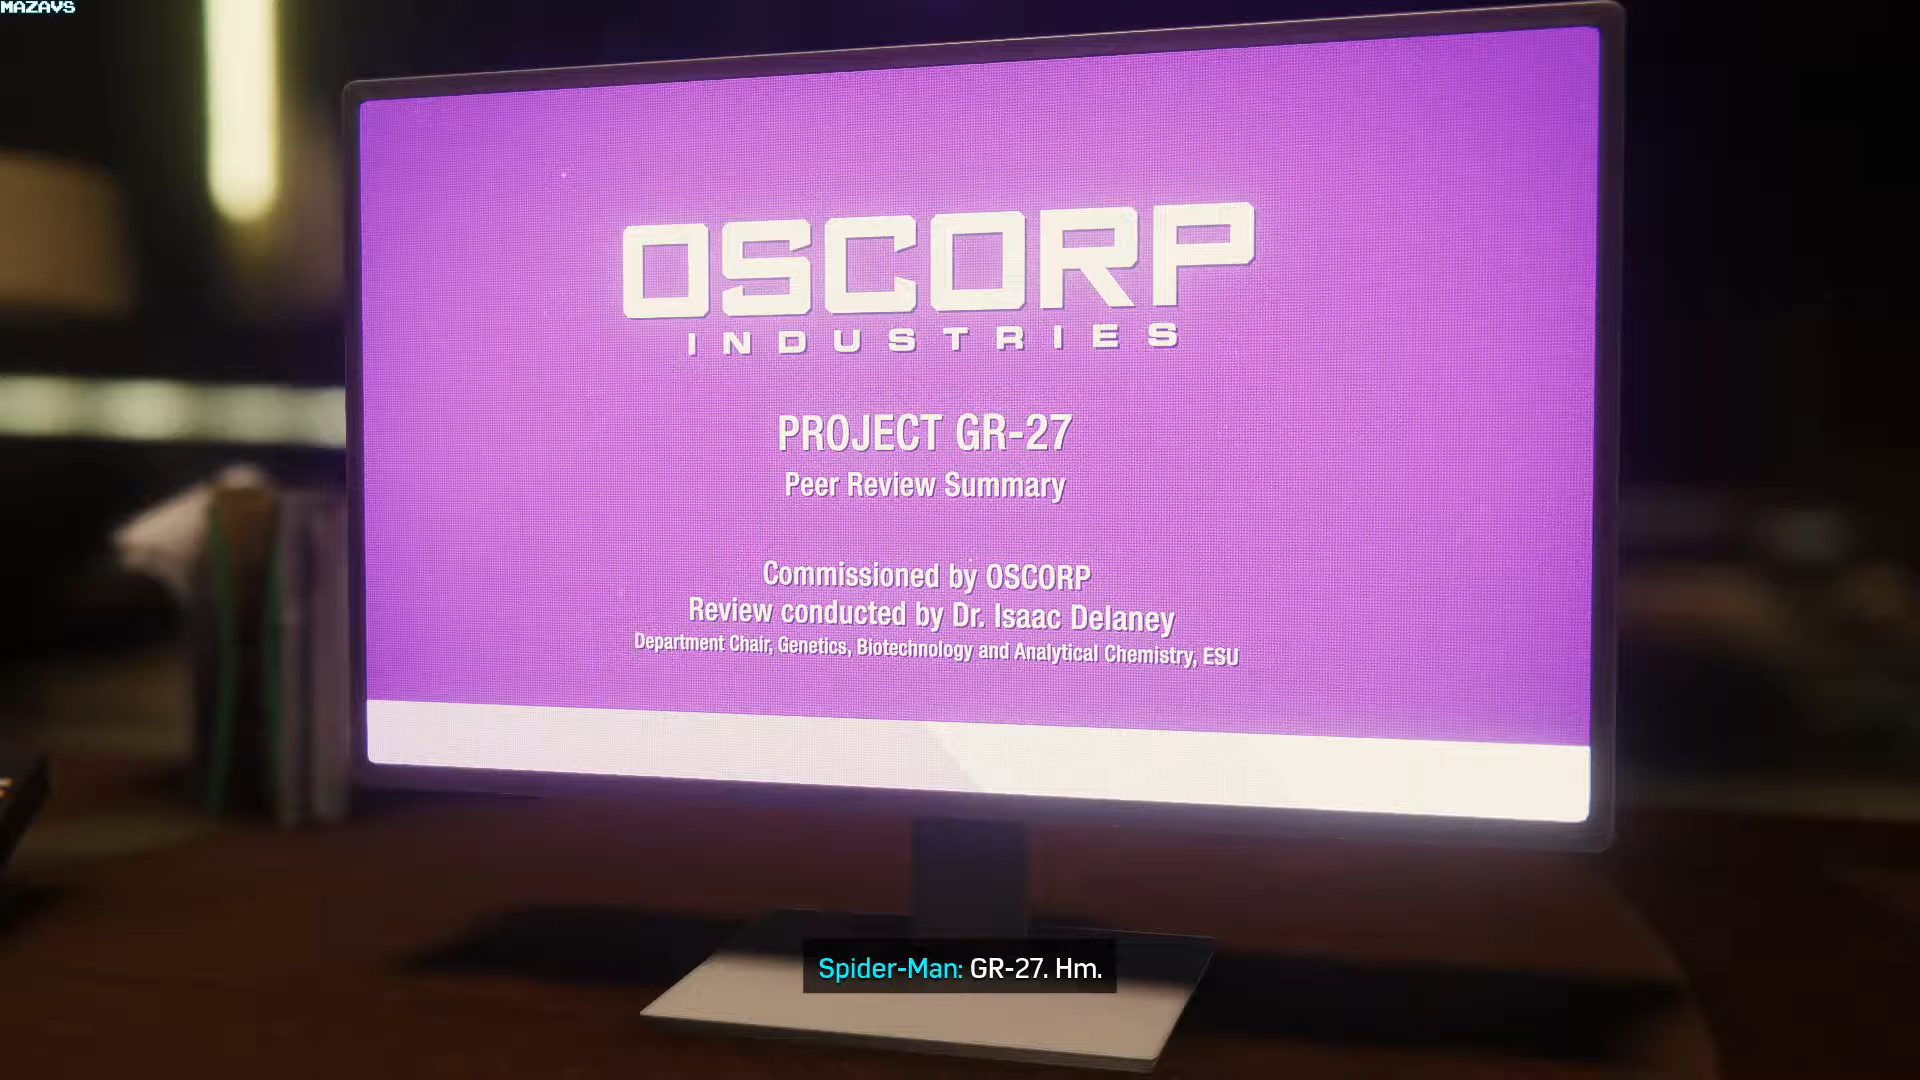 MAZAVS
OSCORP
INDUSTRIES
PROJECT GR-27
Peer Review Summary
Commissioned by OSCORP
Review conducted by Dr. Isaac Delaney
Department Chair, Genetics, Biotechnology and Analytical Chemistry, ESU
Spider-Man: GR-27. Hm.